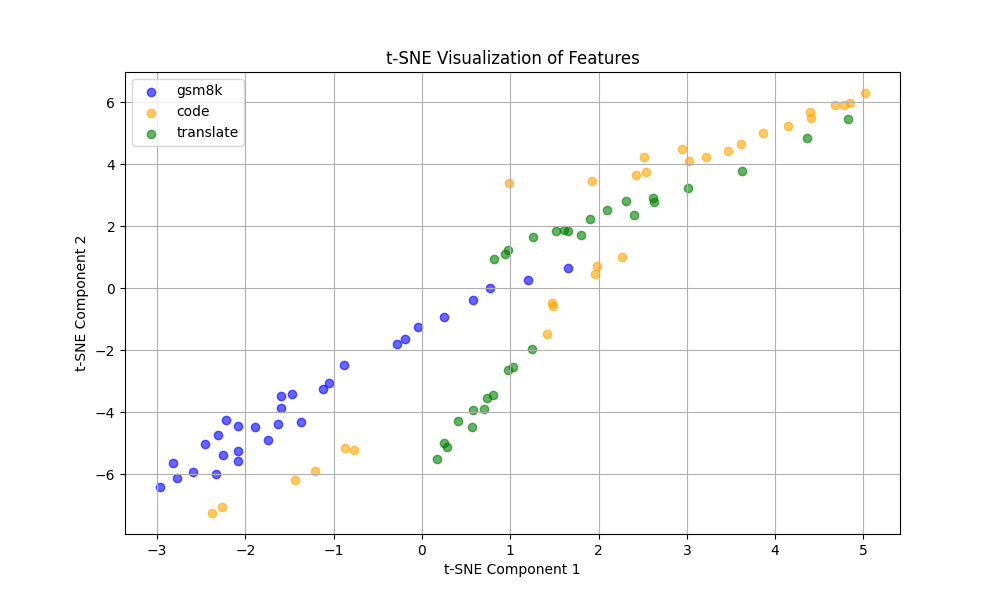 t-SNE Visualization of Features
gsm8k
code
translate
6
4
2
0
−2
−4
−6
t-SNE Component 2
−3 −2 −1 0 1 2 3 4 5
t-SNE Component 1